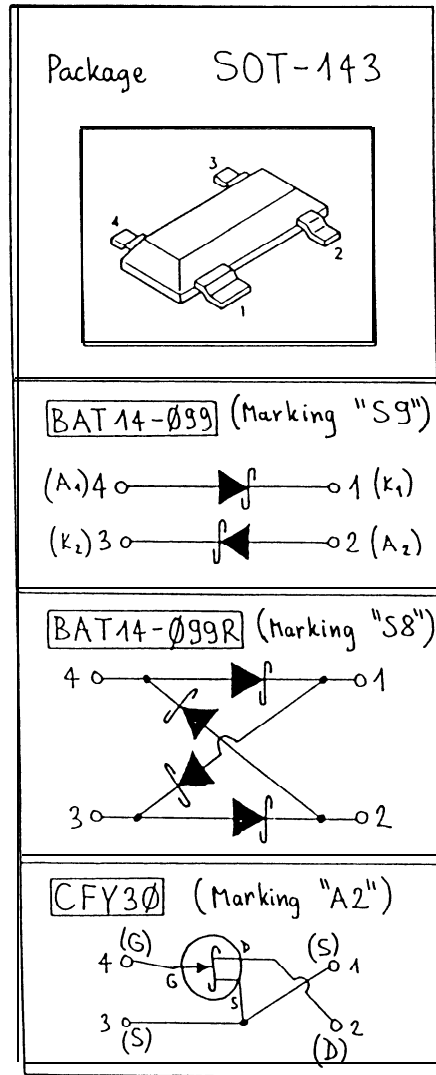 Package SOT-143
3
4
2
1
BAT14-Ø99 (Marking "S9")
(A₁) 4 1 (K₁)
(K₂) 3 2 (A₂)
BAT14-Ø99R (Marking "S8")
4 1
3 2
CFY3Ø (Marking "A2")
4 (G) G D S (S) 1
3 (S) 2 (D)